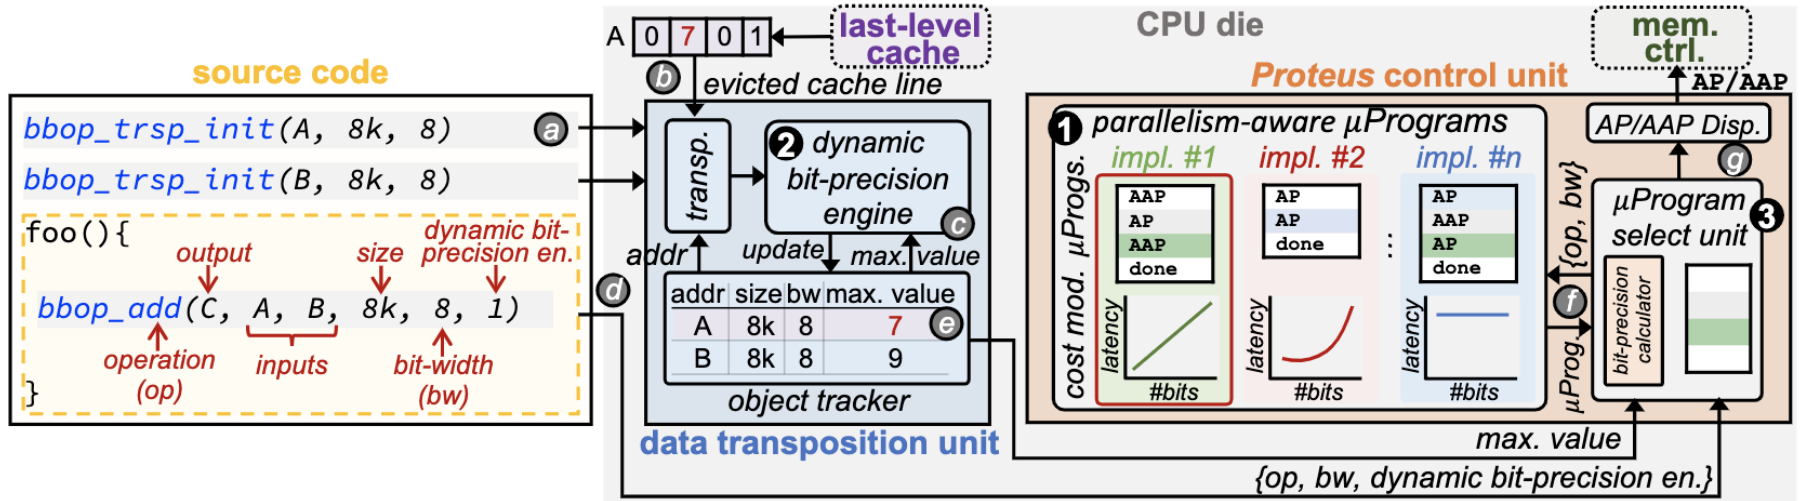 source code
bbop_trsp_init(A, 8k, 8)
a
bbop_trsp_init(B, 8k, 8)
foo(){
output
size
dynamic bit-
precision en.
bbop_add(C, A, B, 8k, 8, 1)
operation
(op)
inputs
bit-width
(bw)
}
CPU die
A 0 7 0 1
last-level
cache
b
evicted cache line
transp.
2
dynamic
bit-precision
engine
c
addr
update
max. value
d
addr size bw max. value
A 8k 8 7
e
B 8k 8 9
object tracker
data transposition unit
Proteus control unit
mem.
ctrl.
AP/AAP
1
parallelism-aware µPrograms
cost mod. µProgs.
impl. #1
AAP
AP
AAP
done
latency
#bits
impl. #2
AP
AP
done
latency
#bits
...
impl. #n
AP
AAP
AP
done
latency
#bits
{op, bw}
f
µProg.
AP/AAP Disp.
g
µProgram
select unit
3
bit-precision
calculator
max. value
{op, bw, dynamic bit-precision en.}